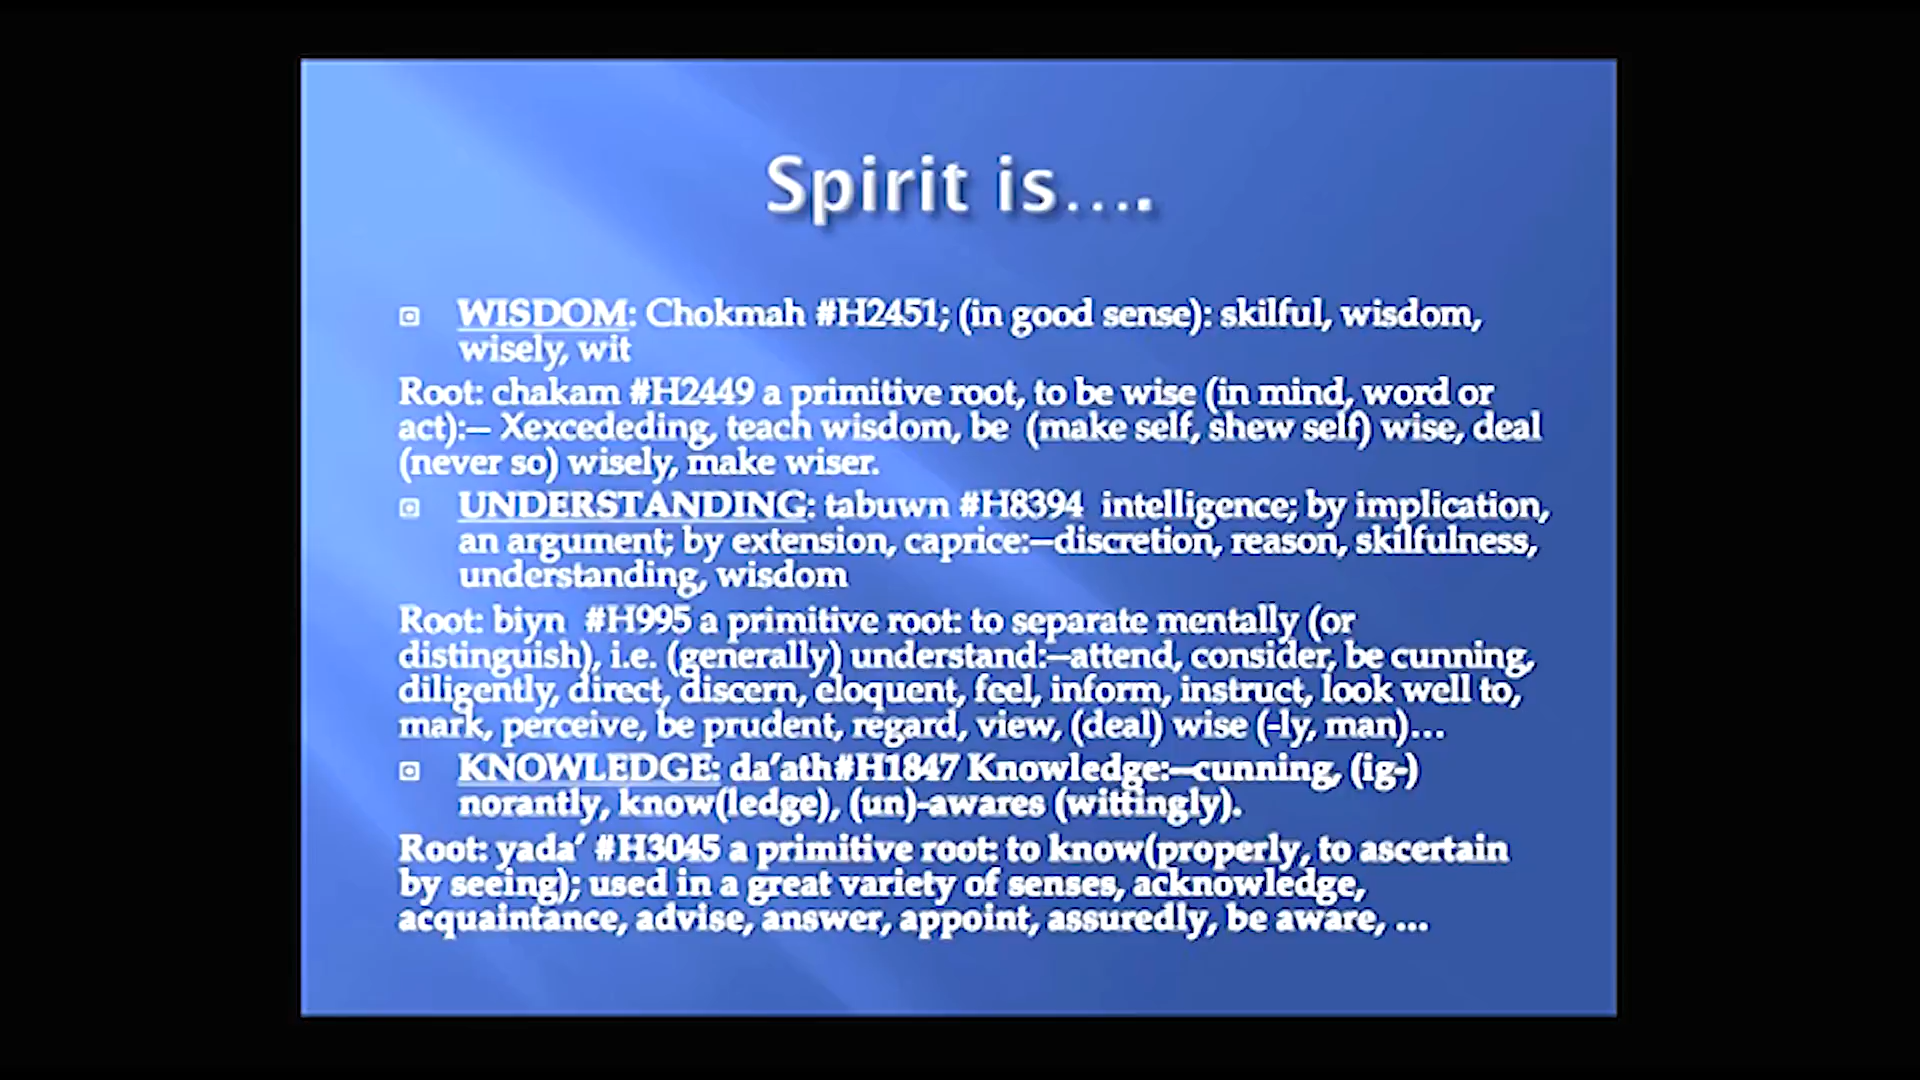 Spirit is….
WISDOM: Chokmah #H2451; (in good sense): skilful, wisdom,
wisely, wit
Root: chakam #H2449 a primitive root, to be wise (in mind, word or
act):– Xexcededing, teach wisdom, be (make self, shew self) wise, deal
(never so) wisely, make wiser.
UNDERSTANDING: tabuwn #H8394 intelligence; by implication,
an argument; by extension, caprice:–discretion, reason, skilfulness,
understanding, wisdom
Root: biyn #H995 a primitive root: to separate mentally (or
distinguish), i.e. (generally) understand:–attend, consider, be cunning,
diligently, direct, discern, eloquent, feel, inform, instruct, look well to,
mark, perceive, be prudent, regard, view, (deal) wise (-ly, man)…
KNOWLEDGE: da’ath#H1847 Knowledge:–cunning, (ig-)
norantly, know(ledge), (un)-awares (wittingly).
Root: yada’ #H3045 a primitive root: to know(properly, to ascertain
by seeing); used in a great variety of senses, acknowledge,
acquaintance, advise, answer, appoint, assuredly, be aware, …